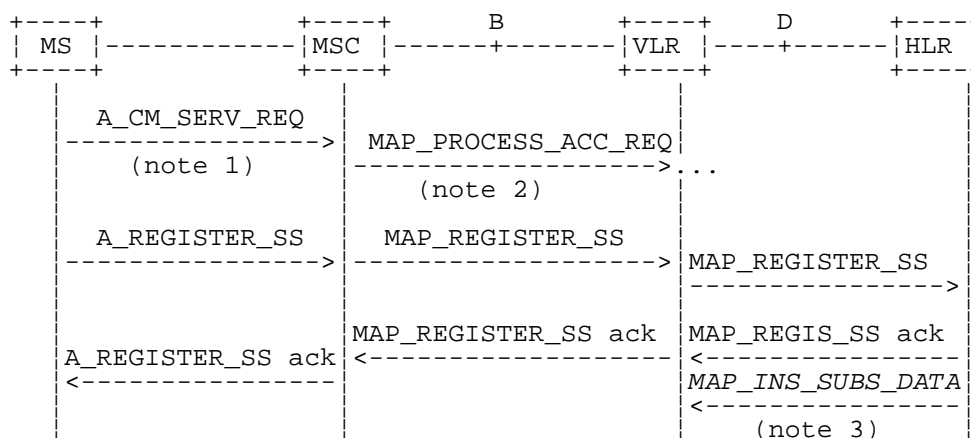 B D
MS MSC VLR HLR
A_CM_SERV_REQ
MAP_PROCESS_ACC_REQ
(note 1) ...
(note 2)
A_REGISTER_SS MAP_REGISTER_SS
MAP_REGISTER_SS
MAP_REGISTER_SS ack MAP_REGIS_SS ack
A_REGISTER_SS ack
MAP_INS_SUBS_DATA
(note 3)